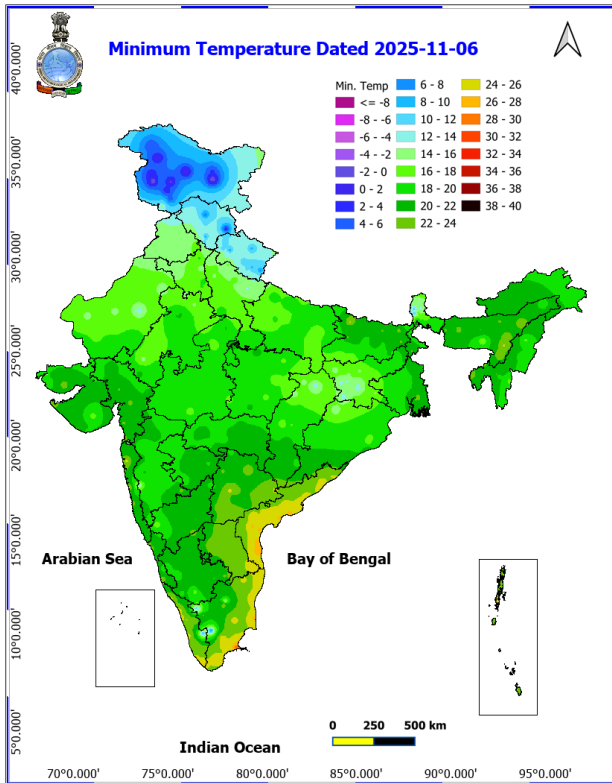 Minimum Temperature Dated 2025-11-06
Min. Temp
<= -8
-8 - -6
-6 - -4
-4 - -2
-2 - 0
0 - 2
2 - 4
4 - 6
6 - 8
8 - 10
10 - 12
12 - 14
14 - 16
16 - 18
18 - 20
20 - 22
22 - 24
24 - 26
26 - 28
28 - 30
30 - 32
32 - 34
34 - 36
36 - 38
38 - 40
40°0.000'
35°0.000'
30°0.000'
25°0.000'
20°0.000'
15°0.000'
10°0.000'
5°0.000'
Arabian Sea
Bay of Bengal
Indian Ocean
0 250 500 km
70°0.000' 75°0.000' 80°0.000' 85°0.000' 90°0.000' 95°0.000'